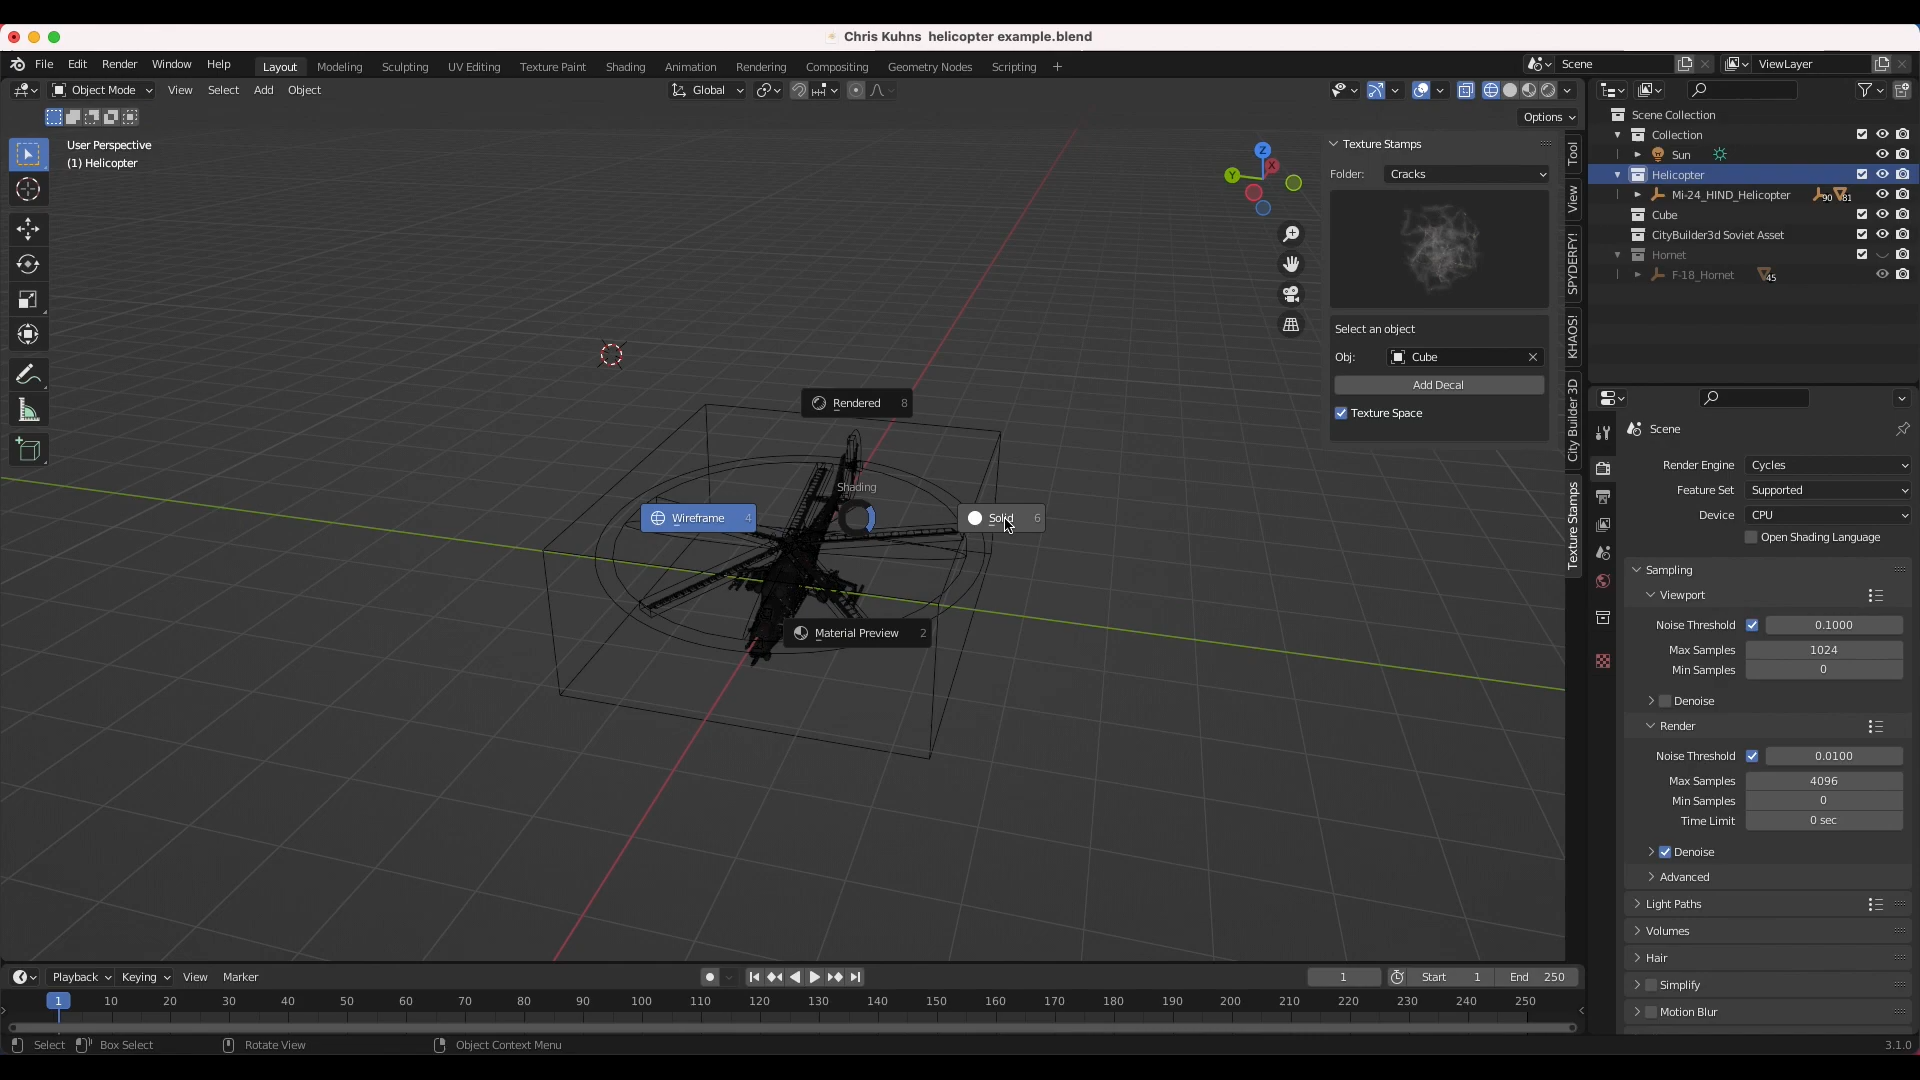 Chris Kuhns  helicopter example.blend
File Edit Render Window Help Layout Modeling Sculpting UV Editing Texture Paint Shading Animation Rendering Compositing Geometry Nodes Scripting + Scene ViewLayer
Object Mode View Select Add Object Global
Options
User Perspective
(1) Helicopter
Z
X
Y
Texture Stamps
Folder: Cracks
Select an object
Obj: Cube
Add Decal
Texture Space
Tool
View
SPYDERFY!
KHAOS!
City Builder 3D
Texture Stamps
Rendered 8
Shading
Wireframe 4
Solid 6
Material Preview 2
Scene Collection
Collection
Sun
Helicopter
Mi-24_HIND_Helicopter 90 81
Cube
CityBuilder3d Soviet Asset
Hornet
F-18_Hornet 45
Scene
Render Engine Cycles
Feature Set Supported
Device CPU
Open Shading Language
Sampling
Viewport
Noise Threshold 0.1000
Max Samples 1024
Min Samples 0
Denoise
Render
Noise Threshold 0.0100
Max Samples 4096
Min Samples 0
Time Limit 0 sec
Denoise
Advanced
Light Paths
Volumes
Hair
Simplify
Motion Blur
Playback Keying View Marker 1 Start 1 End 250
1 10 20 30 40 50 60 70 80 90 100 110 120 130 140 150 160 170 180 190 200 210 220 230 240 250
Select Box Select Rotate View Object Context Menu 3.1.0